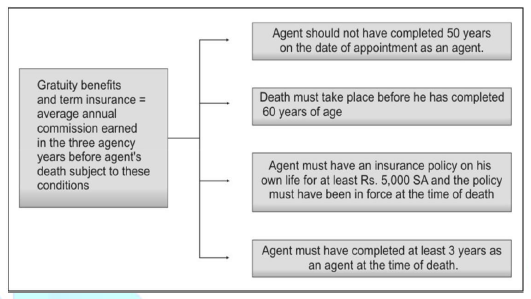 Gratuity benefits
and term insurance =
average annual
commission earned
in the three agency
years before agent's
death subject to these
conditions
Agent should not have completed 50 years
on the date of appointment as an agent.
Death must take place before he has completed
60 years of age
Agent must have an insurance policy on his
own life for at least Rs. 5,000 SA and the policy
must have been in force at the time of death
Agent must have completed at least 3 years as
an agent at the time of death.